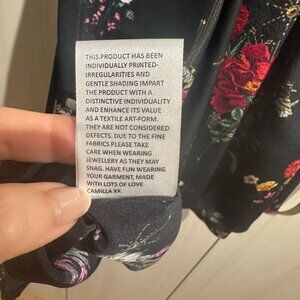 THIS PRODUCT HAS BEEN
INDIVIDUALLY PRINTED-
IRREGULARITIES AND
GENTLE SHADING IMPART
THE PRODUCT WITH A
DISTINCTIVE INDIVIDUALITY
AND ENHANCE ITS VALUE
AS A TEXTILE ART-FORM.
THEY ARE NOT CONSIDERED
DEFECTS. DUE TO THE FINE
FABRICS PLEASE TAKE
CARE WHEN WEARING
JEWELLERY AS THEY MAY
SNAG. HAVE FUN WEARING
YOUR GARMENT, MADE
WITH LOTS OF LOVE
CAMILLA XX